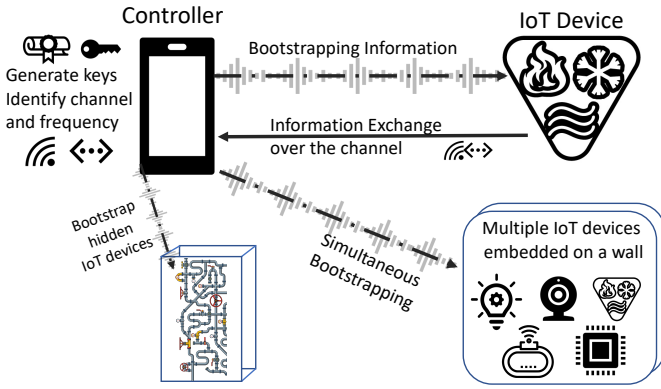 Controller
IoT Device
Generate keys
Identify channel
and frequency
Bootstrapping Information
Information Exchange
over the channel
Bootstrap
hidden
IoT devices
Simultaneous
Bootstrapping
Multiple IoT devices
embedded on a wall